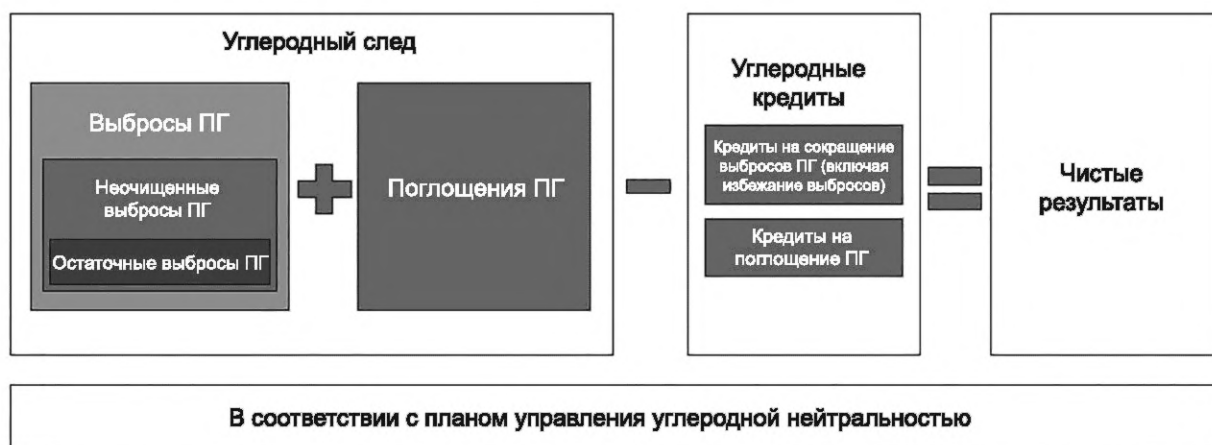 Углеродный след
Выбросы ПГ
Неочищенные
выбросы ПГ
Остаточные выбросы ПГ
Поглощения ПГ
Углеродные
кредиты
Кредиты на сокращение
выбросов ПГ (включая
избежание выбросов)
Кредиты на
поглощение ПГ
Чистые
результаты
В соответствии с планом управления углеродной нейтральностью